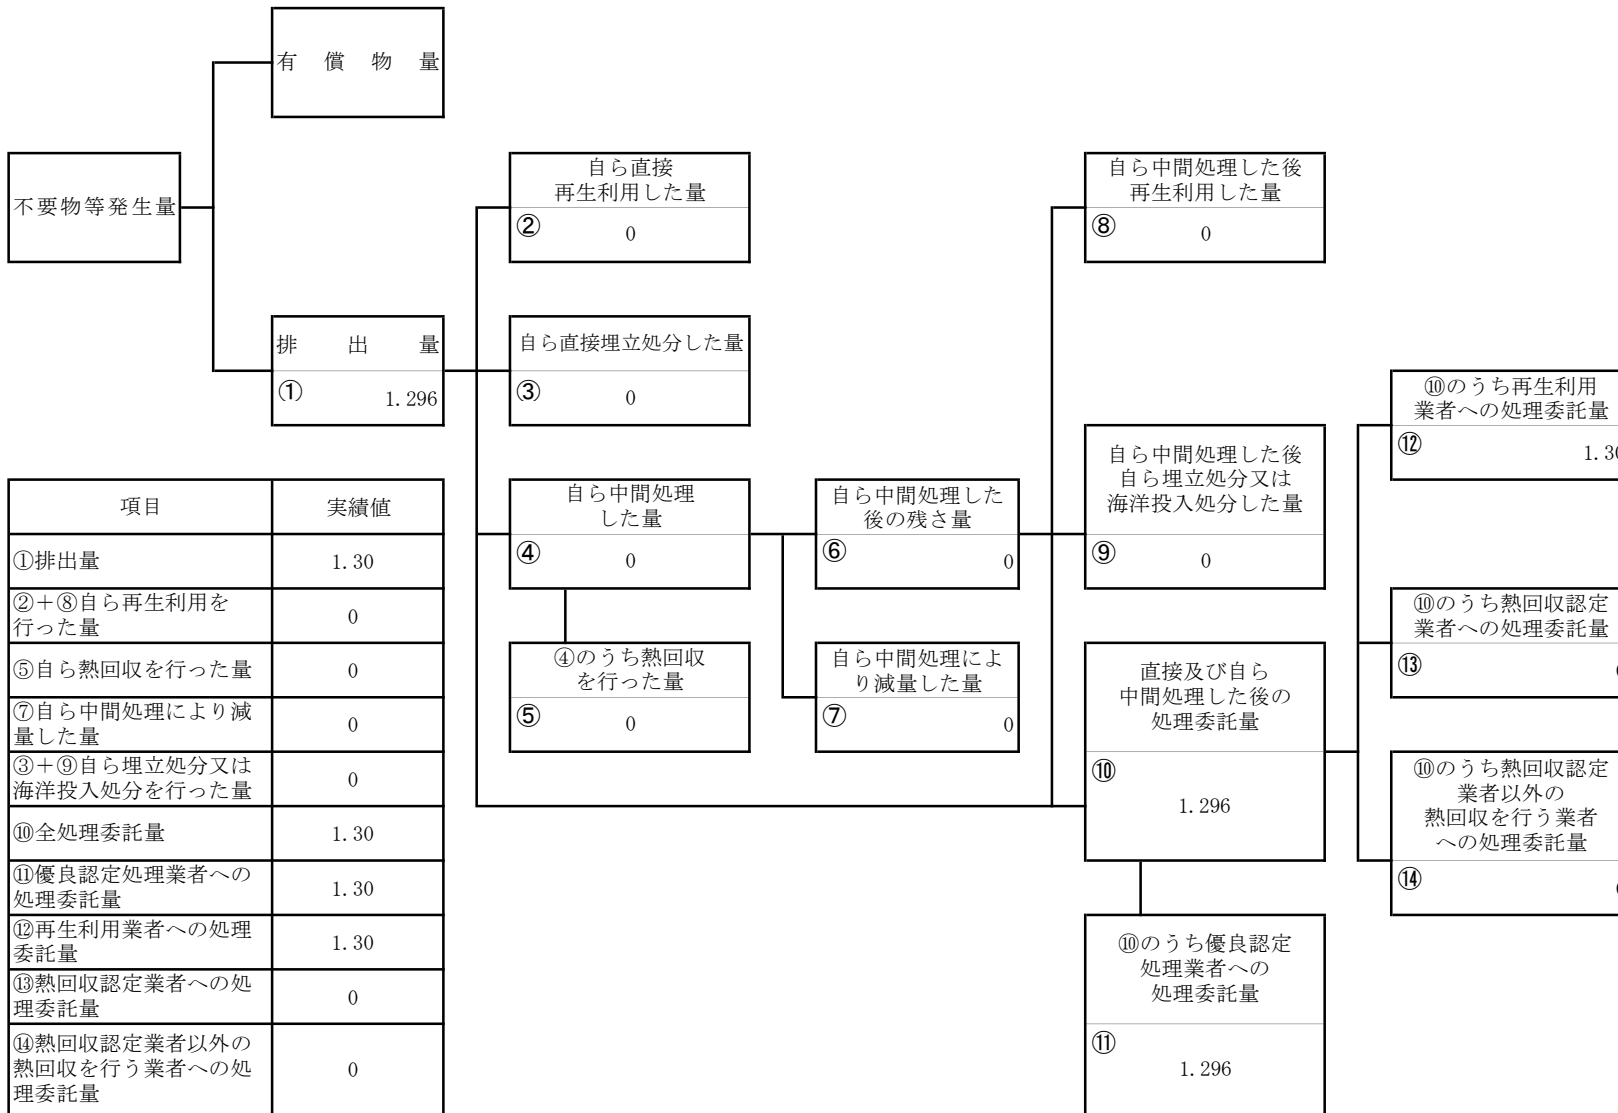 有償物量
不要物等発生量
排出量
① 1.296
自ら直接
再生利用した量
② 0
自ら直接埋立処分した量
③ 0
自ら中間処理
した量
④ 0
④のうち熱回収
を行った量
⑤ 0
自ら中間処理した
後の残さ量
⑥ 0
自ら中間処理によ
り減量した量
⑦ 0
自ら中間処理した後
再生利用した量
⑧ 0
自ら中間処理した後
自ら埋立処分又は
海洋投入処分した量
⑨ 0
直接及び自ら
中間処理した後の
処理委託量
⑩
1.296
⑩のうち優良認定
処理業者への
処理委託量
⑪
1.296
⑩のうち再生利用
業者への処理委託量
⑫ 1.30
⑩のうち熱回収認定
業者への処理委託量
⑬
⑩のうち熱回収認定
業者以外の
熱回収を行う業者
への処理委託量
⑭
項目 実績値
①排出量 1.30
②+⑧自ら再生利用を
行った量 0
⑤自ら熱回収を行った量 0
⑦自ら中間処理により減
量した量 0
③+⑨自ら埋立処分又は
海洋投入処分を行った量 0
⑩全処理委託量 1.30
⑪優良認定処理業者への
処理委託量 1.30
⑫再生利用業者への処理
委託量 1.30
⑬熱回収認定業者への処
理委託量 0
⑭熱回収認定業者以外の
熱回収を行う業者への処
理委託量 0